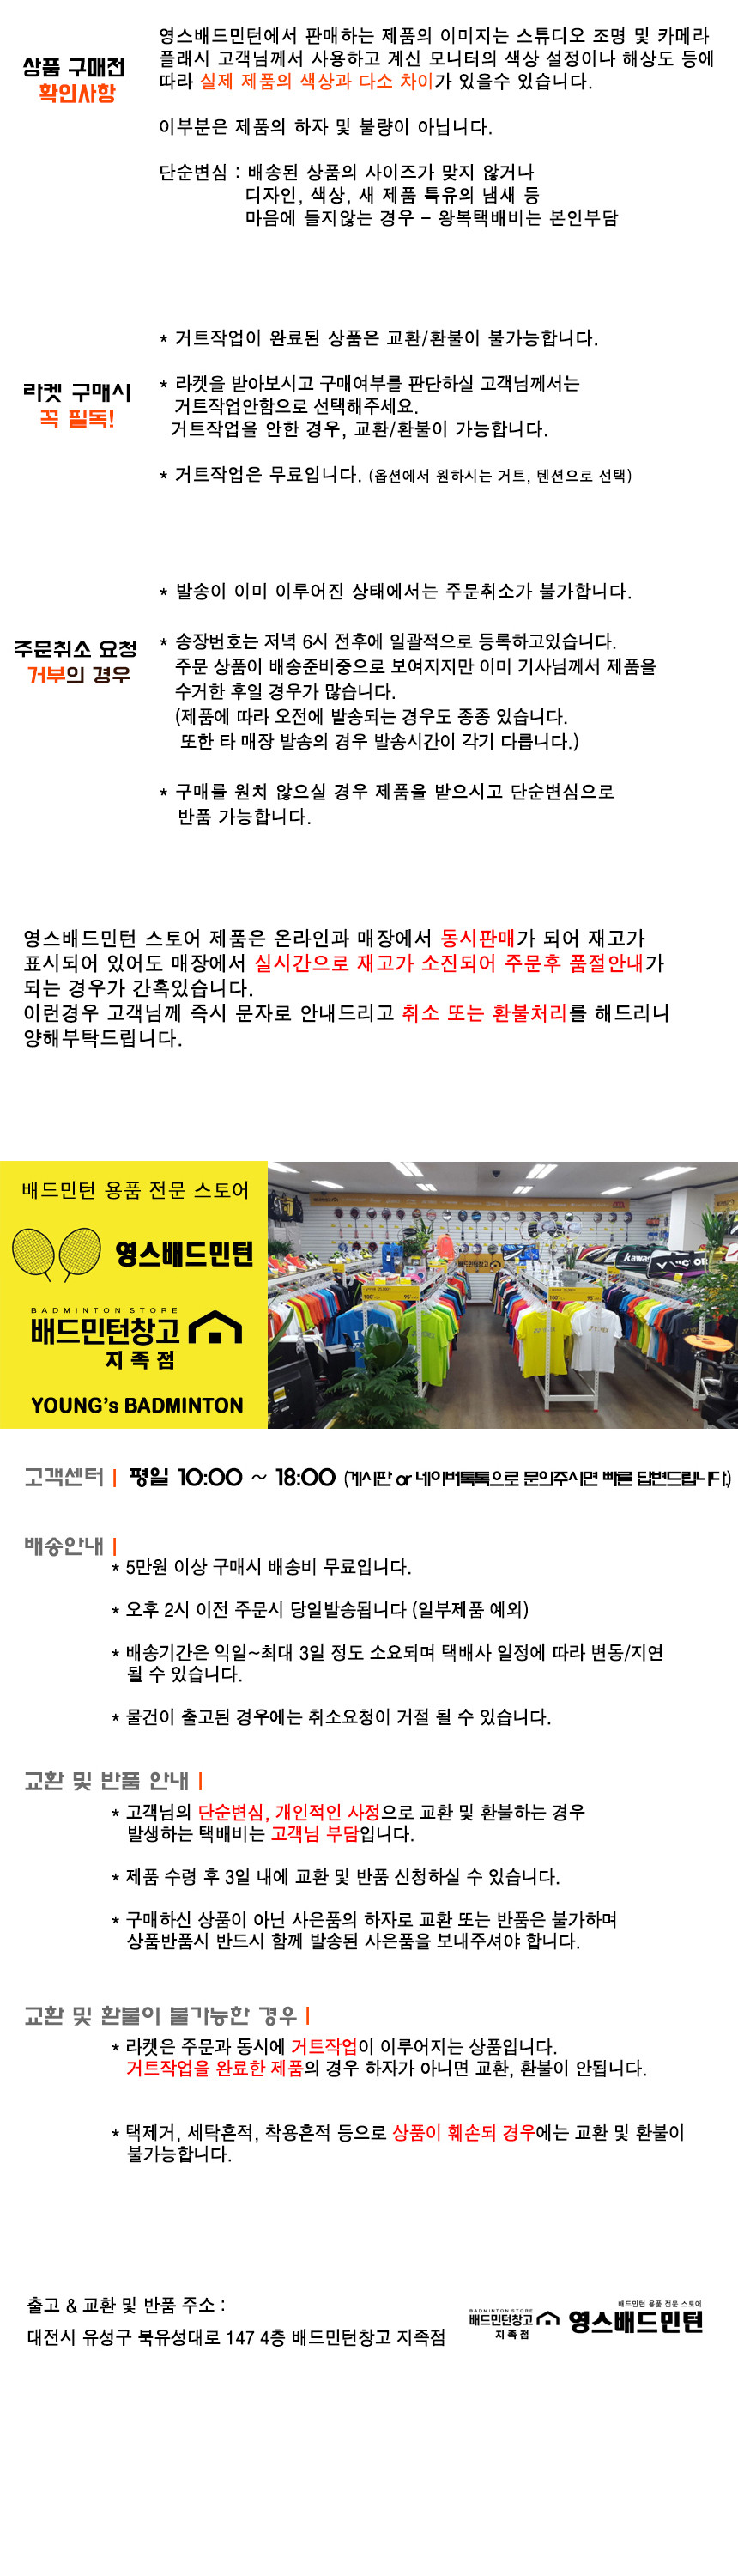 상품 구매전
확인사항
영스배드민턴에서 판매하는 제품의 이미지는 스튜디오 조명 및 카메라
플래시 고객님께서 사용하고 계신 모니터의 색상 설정이나 해상도 등에
따라 실제 제품의 색상과 다소 차이가 있을수 있습니다.
이부분은 제품의 하자 및 불량이 아닙니다.
단순변심 : 배송된 상품의 사이즈가 맞지 않거나
디자인, 색상, 새 제품 특유의 냄새 등
마음에 들지않는 경우 – 왕복택배비는 본인부담
라켓 구매시
꼭 필독!
* 거트작업이 완료된 상품은 교환/환불이 불가능합니다.
* 라켓을 받아보시고 구매여부를 판단하실 고객님께서는
거트작업안함으로 선택해주세요.
거트작업을 안한 경우, 교환/환불이 가능합니다.
* 거트작업은 무료입니다. (옵션에서 원하시는 거트, 텐션으로 선택)
주문취소 요청
거부의 경우
* 발송이 이미 이루어진 상태에서는 주문취소가 불가합니다.
* 송장번호는 저녁 6시 전후에 일괄적으로 등록하고있습니다.
주문 상품이 배송준비중으로 보여지지만 이미 기사님께서 제품을
수거한 후일 경우가 많습니다.
(제품에 따라 오전에 발송되는 경우도 종종 있습니다.
또한 타 매장 발송의 경우 발송시간이 각기 다릅니다.)
* 구매를 원치 않으실 경우 제품을 받으시고 단순변심으로
반품 가능합니다.
영스배드민턴 스토어 제품은 온라인과 매장에서 동시판매가 되어 재고가
표시되어 있어도 매장에서 실시간으로 재고가 소진되어 주문후 품절안내가
되는 경우가 간혹있습니다.
이런경우 고객님께 즉시 문자로 안내드리고 취소 또는 환불처리를 해드리니
양해부탁드립니다.
배드민턴 용품 전문 스토어
영스배드민턴
BADMINTON STORE
배드민턴창고
지족점
YOUNG's BADMINTON
고객센터 | 평일 10:00 ~ 18:00 (게시판 or 네이버톡톡으로 문의주시면 빠른 답변드립니다.)
배송안내 |
* 5만원 이상 구매시 배송비 무료입니다.
* 오후 2시 이전 주문시 당일발송됩니다 (일부제품 예외)
* 배송기간은 익일~최대 3일 정도 소요되며 택배사 일정에 따라 변동/지연
될 수 있습니다.
* 물건이 출고된 경우에는 취소요청이 거절 될 수 있습니다.
교환 및 반품 안내 |
* 고객님의 단순변심, 개인적인 사정으로 교환 및 환불하는 경우
발생하는 택배비는 고객님 부담입니다.
* 제품 수령 후 3일 내에 교환 및 반품 신청하실 수 있습니다.
* 구매하신 상품이 아닌 사은품의 하자로 교환 또는 반품은 불가하며
상품반품시 반드시 함께 발송된 사은품을 보내주셔야 합니다.
교환 및 환불이 불가능한 경우 |
* 라켓은 주문과 동시에 거트작업이 이루어지는 상품입니다.
거트작업을 완료한 제품의 경우 하자가 아니면 교환, 환불이 안됩니다.
* 택제거, 세탁흔적, 착용흔적 등으로 상품이 훼손되 경우에는 교환 및 환불이
불가능합니다.
출고 & 교환 및 반품 주소 :
대전시 유성구 북유성대로 147 4층 배드민턴창고 지족점
BADMINTON STORE
배드민턴창고
지족점
배드민턴 용품 전문 스토어
영스배드민턴